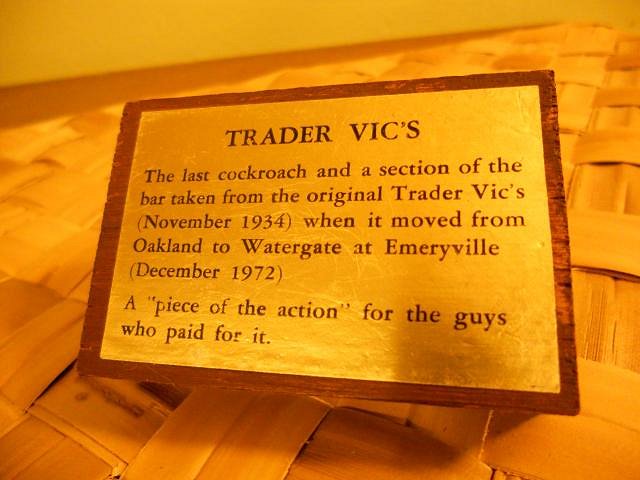 TRADER VIC'S
The last cockroach and a section of the
bar taken from the original Trader Vic's
(November 1934) when it moved from
Oakland to Watergate at Emeryville
(December 1972)
A "piece of the action" for the guys
who paid for it.